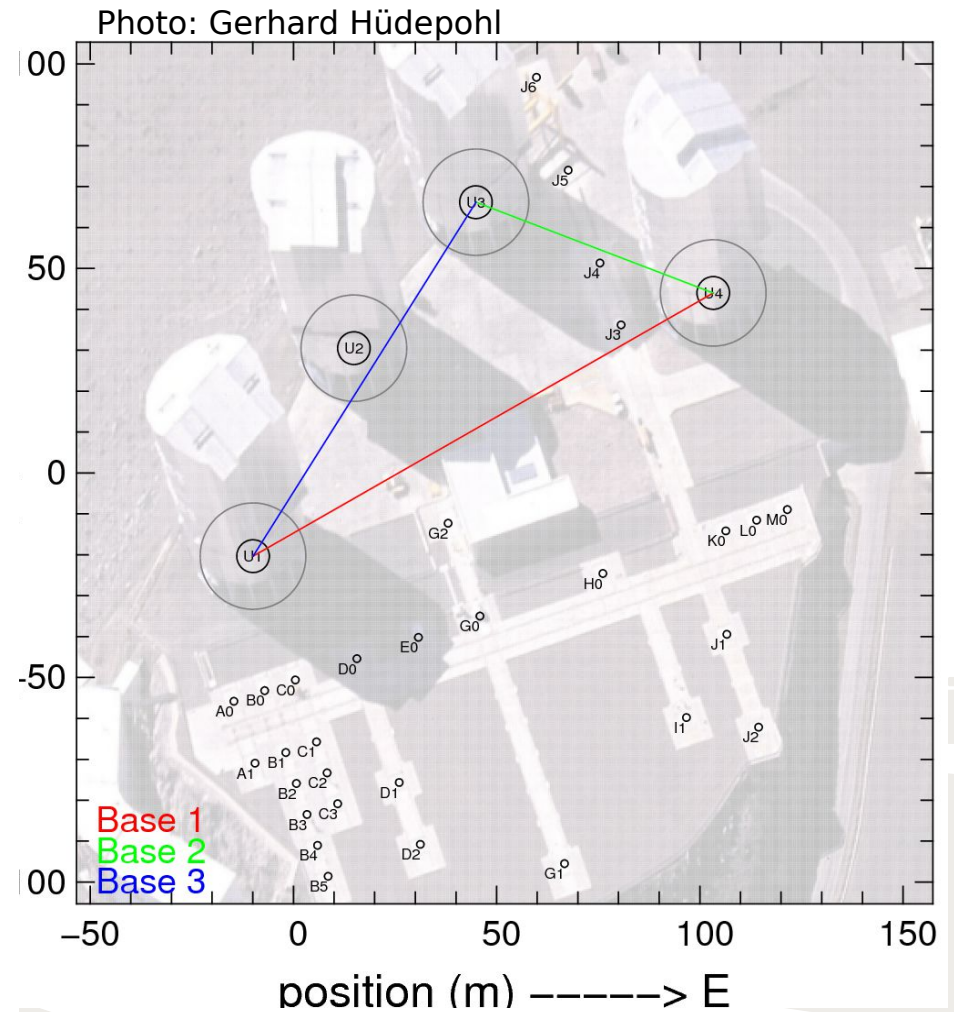 Photo: Gerhard Hüdepohl
00
J6
J5
U3
50
J4
U4
J3
U2
0
M0
L0
G2
K0
U1
H0
G0
J1
E0
D0
-50
C0
B0
A0
I1
J2
C1
B1
A1
C2
B2
D1
C3
B3
Base 1
B4
D2
Base 2
G1
B5
Base 3
00
−50 0 50 100 150
position (m) −−−−−> E